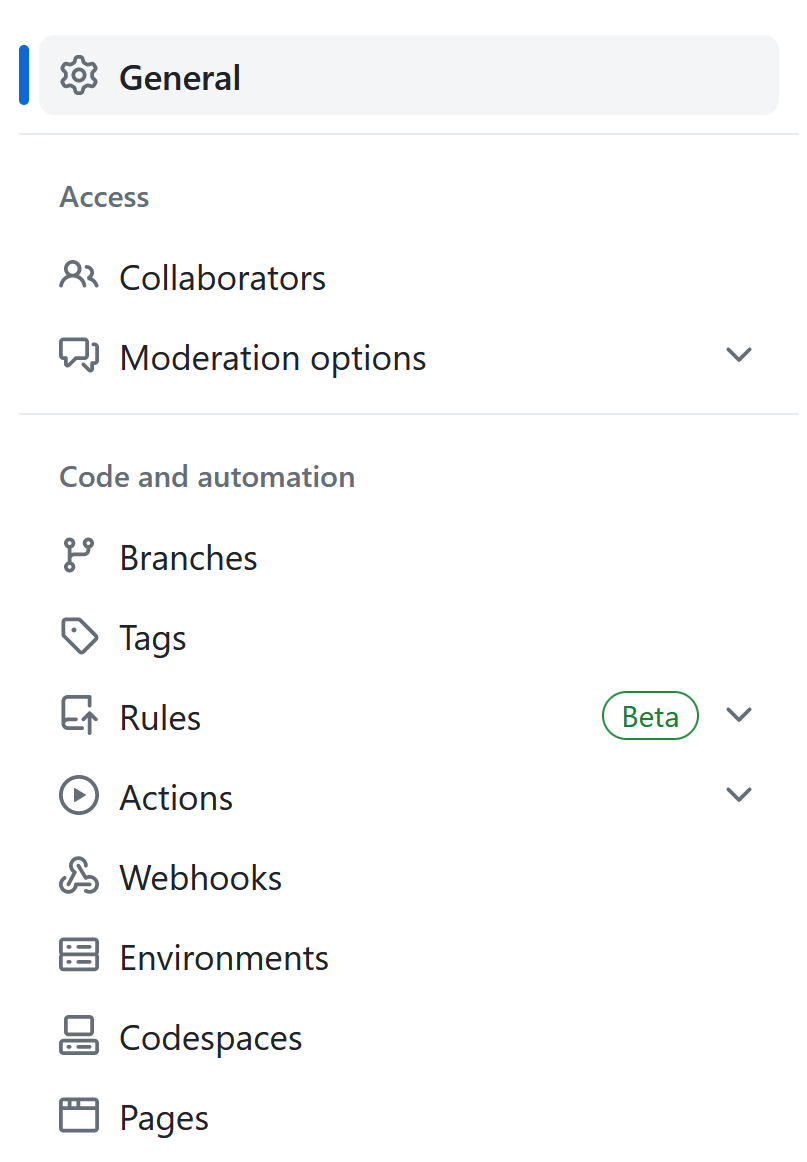 General
Access
Collaborators
Moderation options
Code and automation
Branches
Tags
Rules Beta
Actions
Webhooks
Environments
Codespaces
Pages